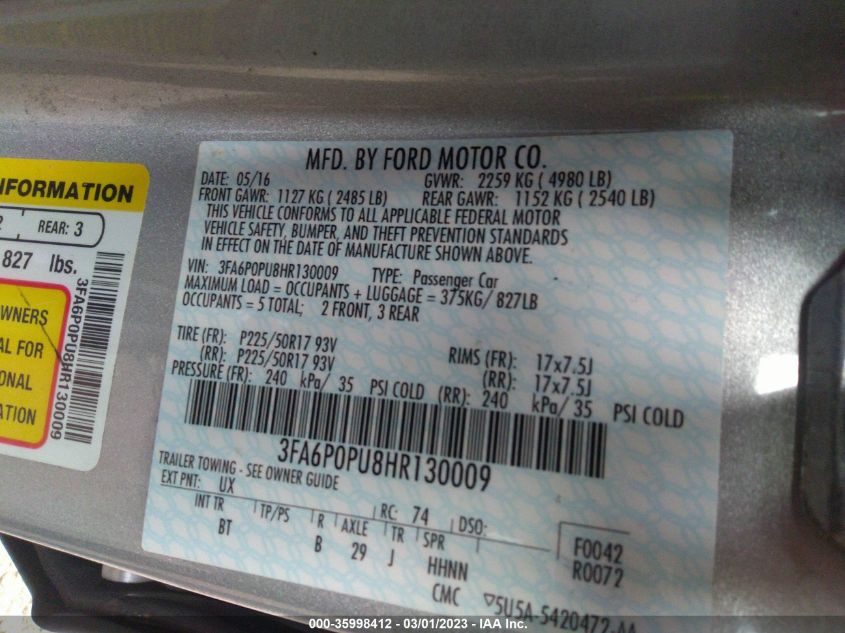 NFORMATION
REAR: 3
827 lbs.
WNERS
AL FOR
ONAL
ATION
3FA6P0PU8HR130009
MFD. BY FORD MOTOR CO.
DATE: 05/16 GVWR: 2259 KG ( 4980 LB)
FRONT GAWR: 1127 KG ( 2485 LB) REAR GAWR: 1152 KG ( 2540 LB)
THIS VEHICLE CONFORMS TO ALL APPLICABLE FEDERAL MOTOR
VEHICLE SAFETY, BUMPER, AND THEFT PREVENTION STANDARDS
IN EFFECT ON THE DATE OF MANUFACTURE SHOWN ABOVE.
VIN: 3FA6P0PU8HR130009 TYPE: Passenger Car
MAXIMUM LOAD = OCCUPANTS + LUGGAGE = 375KG/ 827LB
OCCUPANTS = 5 TOTAL; 2 FRONT, 3 REAR
TIRE (FR): P225/50R17 93V RIMS (FR): 17x7.5J
(RR): P225/50R17 93V (RR): 17x7.5J
PRESSURE (FR): 240 kPa/ 35 PSI COLD (RR): 240 kPa/ 35 PSI COLD
3FA6P0PU8HR130009
TRAILER TOWING - SEE OWNER GUIDE
EXT PNT: UX RC: 74 DSO:
INT TR TP/PS R AXLE TR SPR F0042
BT B 29 J HHNN R0072
CMC 5U5A-5420472-AA
000-35998412 - 03/01/2023 - IAA Inc.